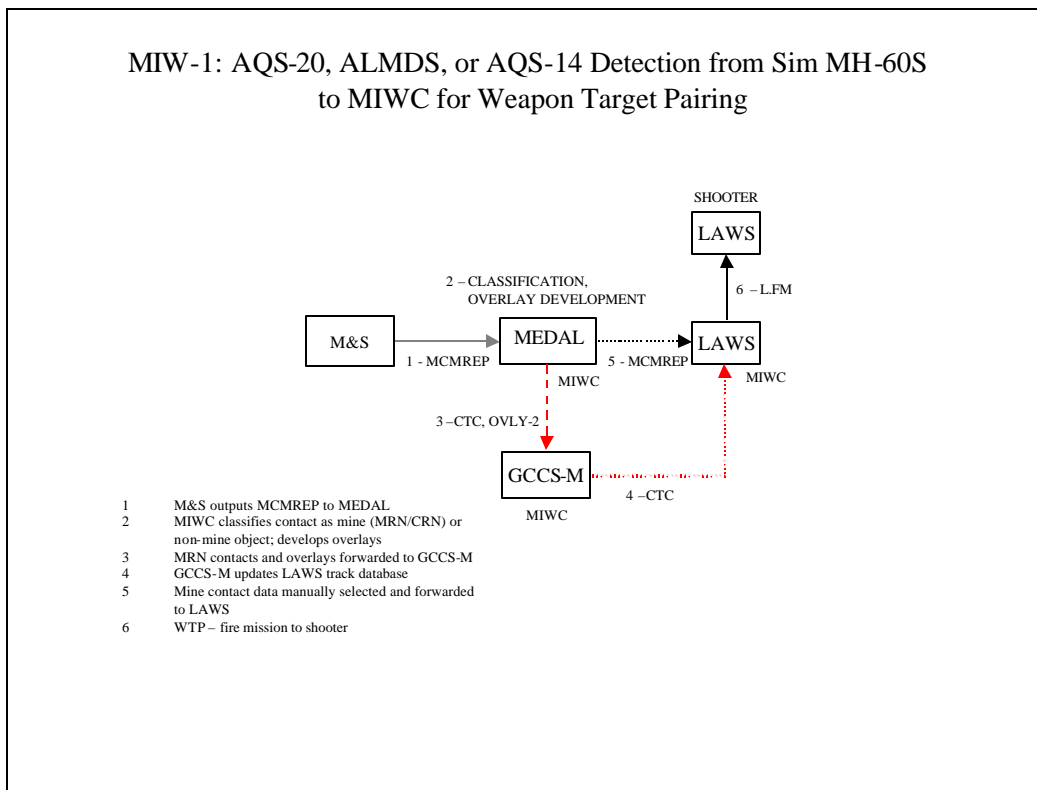 MIW-1: AQS-20, ALMDS, or AQS-14 Detection from Sim MH-60S
to MIWC for Weapon Target Pairing
SHOOTER
LAWS
6 – L.FM
2 – CLASSIFICATION,
OVERLAY DEVELOPMENT
M&S
1 - MCMREP
MEDAL
MIWC
5 - MCMREP
LAWS
MIWC
3 –CTC, OVLY-2
GCCS-M
MIWC
4 –CTC
1 M&S outputs MCMREP to MEDAL
2 MIWC classifies contact as mine (MRN/CRN) or
non-mine object; develops overlays
3 MRN contacts and overlays forwarded to GCCS-M
4 GCCS-M updates LAWS track database
5 Mine contact data manually selected and forwarded
to LAWS
6 WTP – fire mission to shooter